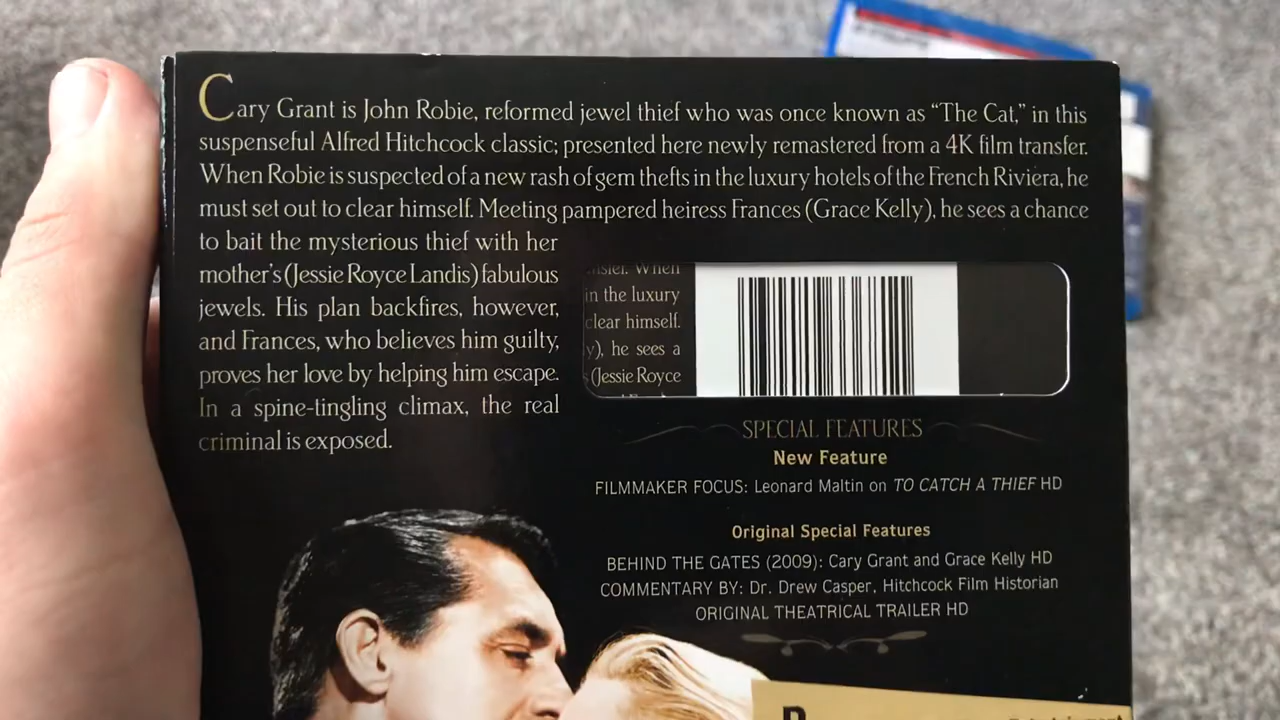 Cary Grant is John Robie, reformed jewel thief who was once known as “The Cat,” in this
suspenseful Alfred Hitchcock classic; presented here newly remastered from a 4K film transfer.
When Robie is suspected of a new rash of gem thefts in the luxury hotels of the French Riviera, he
must set out to clear himself. Meeting pampered heiress Frances (Grace Kelly), he sees a chance
to bait the mysterious thief with her
mother's (Jessie Royce Landis) fabulous
jewels. His plan backfires, however,
and Frances, who believes him guilty,
proves her love by helping him escape.
In a spine-tingling climax, the real
criminal is exposed.
When
in the luxury
clear himself.
y), he sees a
(Jessie Royce
SPECIAL FEATURES
New Feature
FILMMAKER FOCUS: Leonard Maltin on TO CATCH A THIEF HD
Original Special Features
BEHIND THE GATES (2009): Cary Grant and Grace Kelly HD
COMMENTARY BY: Dr. Drew Casper, Hitchcock Film Historian
ORIGINAL THEATRICAL TRAILER HD